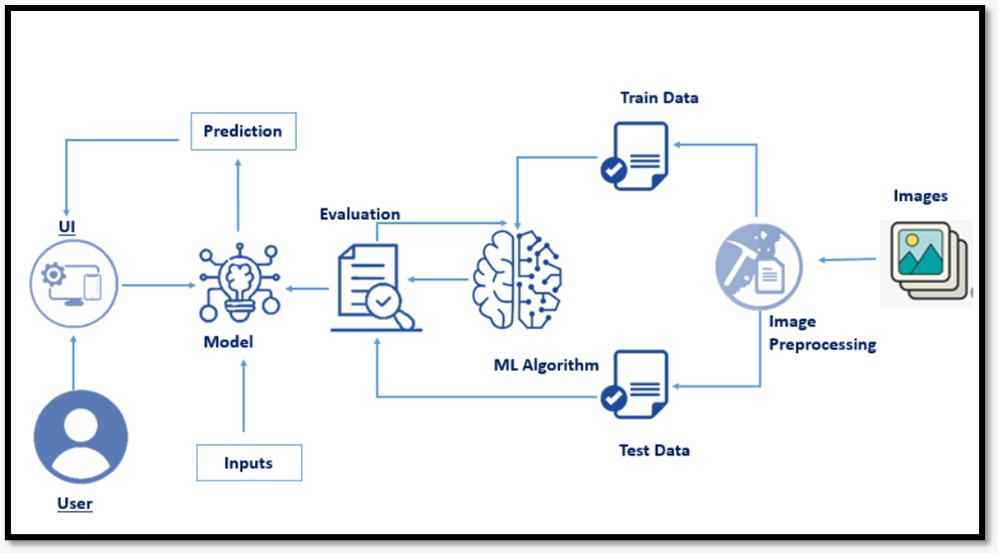 Train Data
Prediction
Images
Evaluation
UI
Image
Preprocessing
Model
ML Algorithm
Test Data
Inputs
User